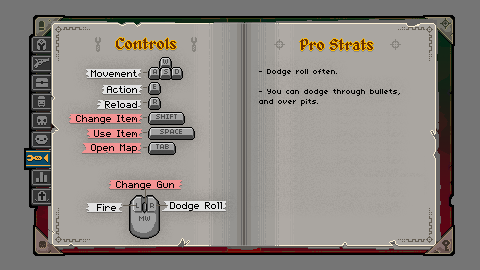 Controls
Movement
W
A S D
Action
E
Reload
R
Change Item
SHIFT
Use Item
SPACE
Open Map
TAB
Change Gun
Fire
L R
Dodge Roll
MW
Pro Strats
- Dodge roll often.
- You can dodge through bullets,
and over pits.